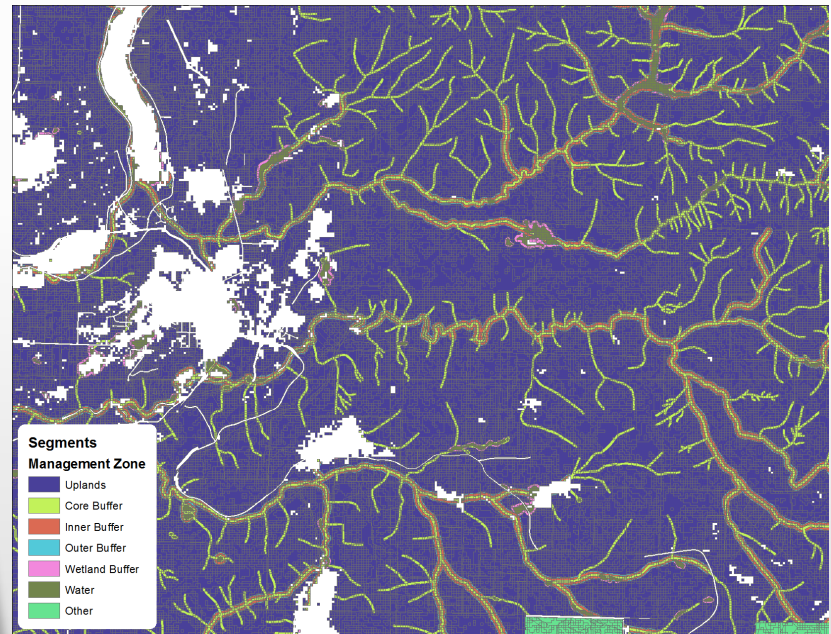 Segments
Management Zone
Uplands
Core Buffer
Inner Buffer
Outer Buffer
Wetland Buffer
Water
Other